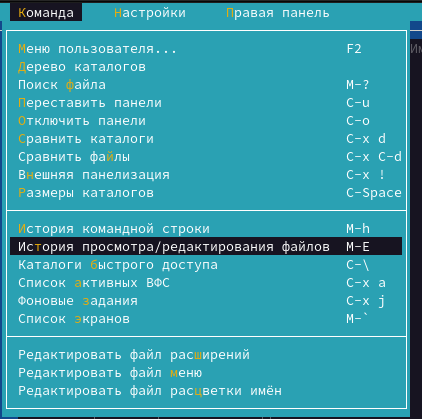 Команда Настройки Правая панель
Меню пользователя... F2
Дерево каталогов
Поиск файла M-?
Переставить панели C-u
Отключить панели C-o
Сравнить каталоги C-x d
Сравнить файлы C-x C-d
Внешняя панелизация C-x !
Размеры каталогов C-Space
История командной строки M-h
История просмотра/редактирования файлов M-E
Каталоги быстрого доступа C-\
Список активных ВФС C-x a
Фоновые задания C-x j
Список экранов M-`
Редактировать файл расширений
Редактировать файл меню
Редактировать файл расцветки имён